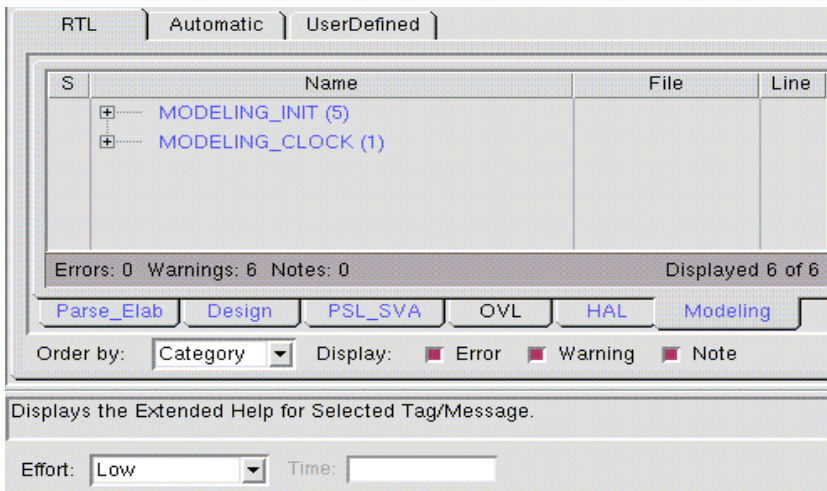 RTL Automatic UserDefined
S Name File Line
MODELING_INIT (5)
MODELING_CLOCK (1)
Errors: 0 Warnings: 6 Notes: 0 Displayed 6 of 6
Parse_Elab Design PSL_SVA OVL HAL Modeling
Order by: Category Display: Error Warning Note
Displays the Extended Help for Selected Tag/Message.
Effort: Low Time: